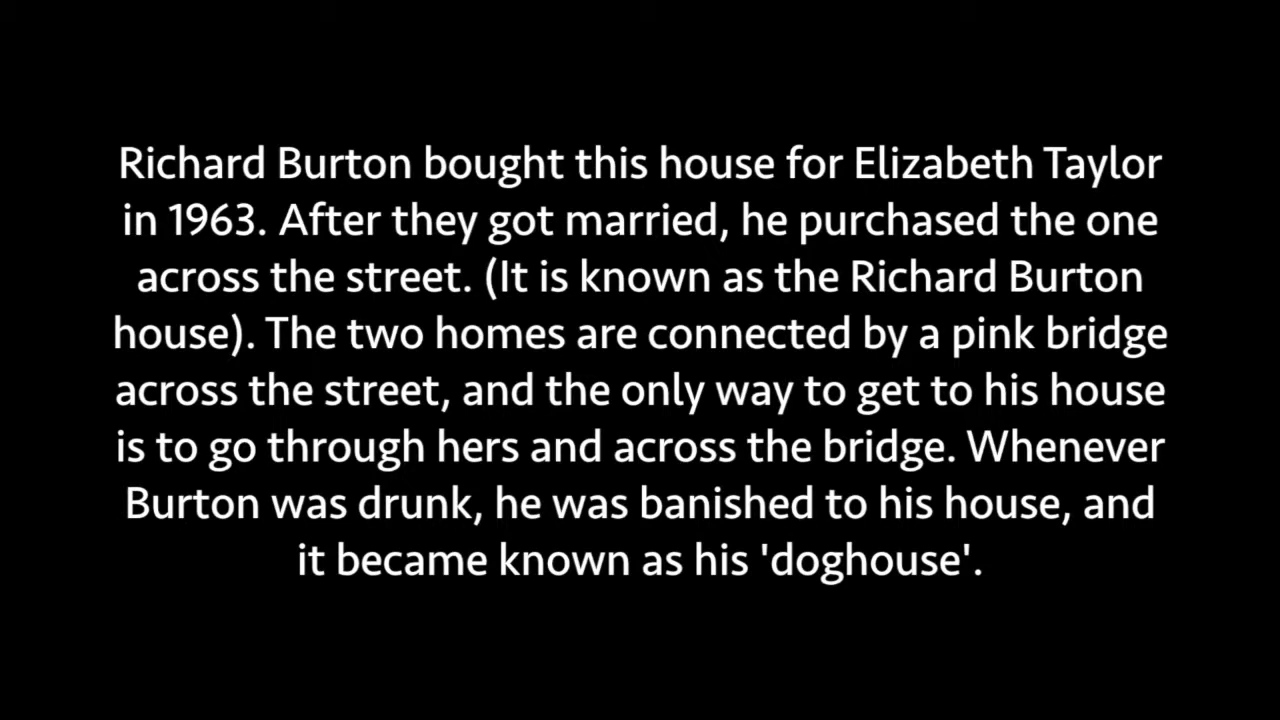 Richard Burton bought this house for Elizabeth Taylor
in 1963. After they got married, he purchased the one
across the street. (It is known as the Richard Burton
house). The two homes are connected by a pink bridge
across the street, and the only way to get to his house
is to go through hers and across the bridge. Whenever
Burton was drunk, he was banished to his house, and
it became known as his 'doghouse'.